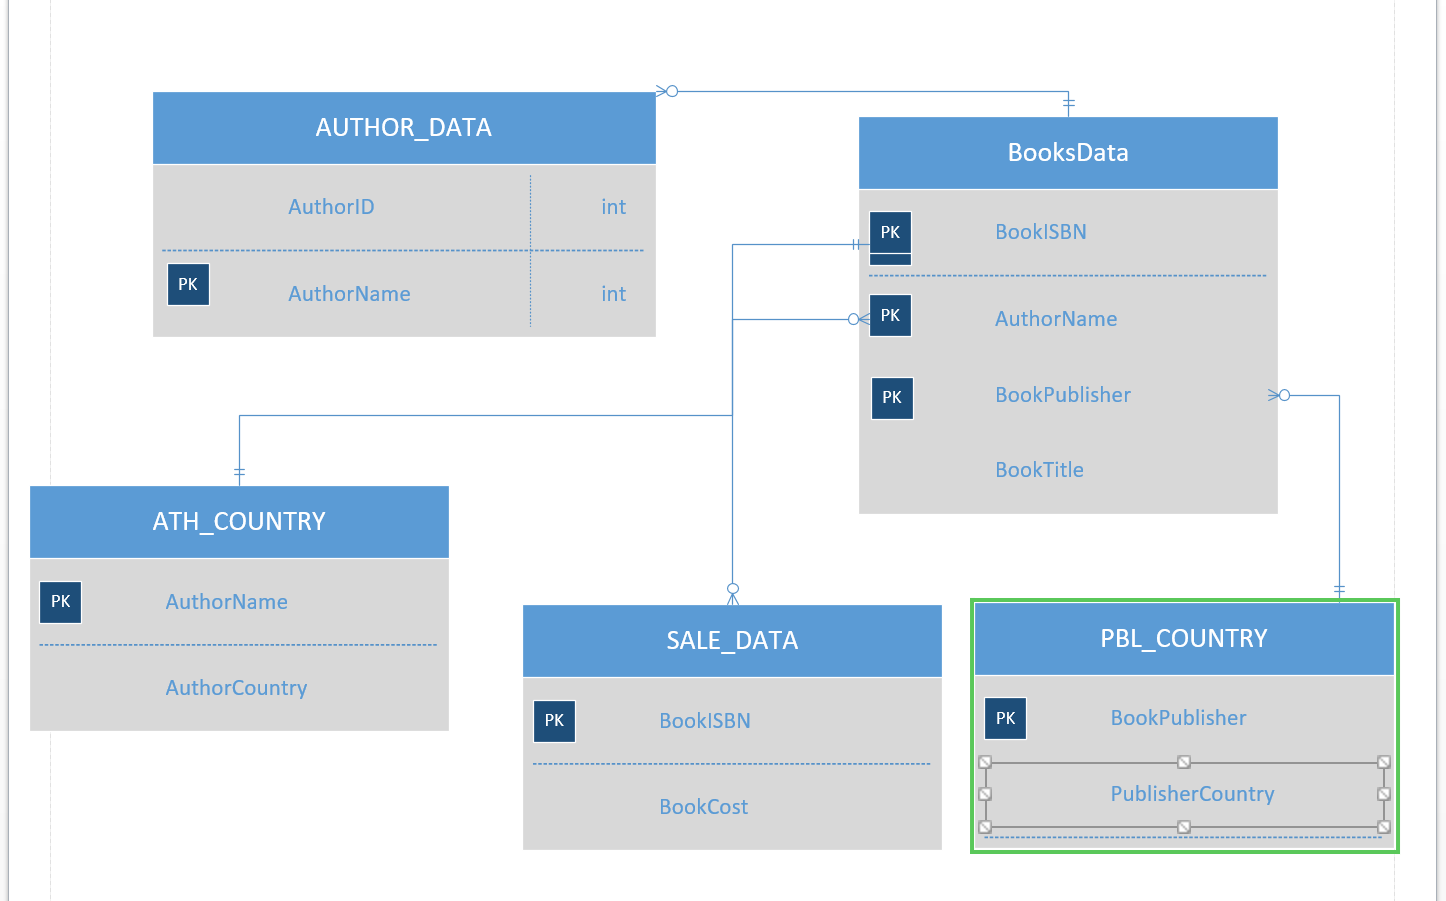 AUTHOR_DATA
AuthorID int
PK AuthorName int
BooksData
PK BookISBN
PK AuthorName
PK BookPublisher
BookTitle
ATH_COUNTRY
PK AuthorName
AuthorCountry
SALE_DATA
PK BookISBN
BookCost
PBL_COUNTRY
PK BookPublisher
PublisherCountry